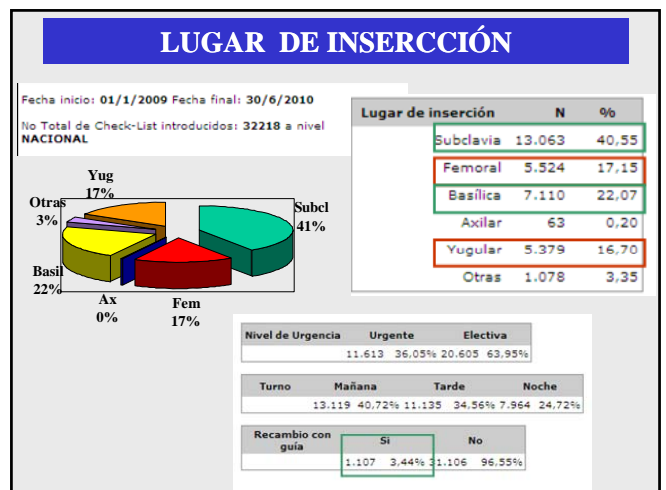 LUGAR DE INSERCCIÓN
Fecha inicio: 01/1/2009 Fecha final: 30/6/2010
No Total de Check-List introducidos: 32218 a nivel
NACIONAL
Yug
17%
Otras
3%
Subcl
41%
Basil
22%
Ax
0%
Fem
17%
Lugar de inserción N %
Subclavia 13.063 40,55
Femoral 5.524 17,15
Basílica 7.110 22,07
Axilar 63 0,20
Yugular 5.379 16,70
Otras 1.078 3,35
Nivel de Urgencia Urgente Electiva
11.613 36,05% 20.605 63,95%
Turno Mañana Tarde Noche
13.119 40,72% 11.135 34,56% 7.964 24,72%
Recambio con
guía Si No
1.107 3,44% 31.106 96,55%